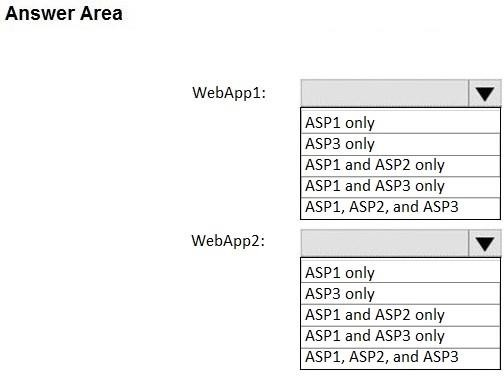 Answer Area
WebApp1:
ASP1 only
ASP3 only
ASP1 and ASP2 only
ASP1 and ASP3 only
ASP1, ASP2, and ASP3
WebApp2:
ASP1 only
ASP3 only
ASP1 and ASP2 only
ASP1 and ASP3 only
ASP1, ASP2, and ASP3